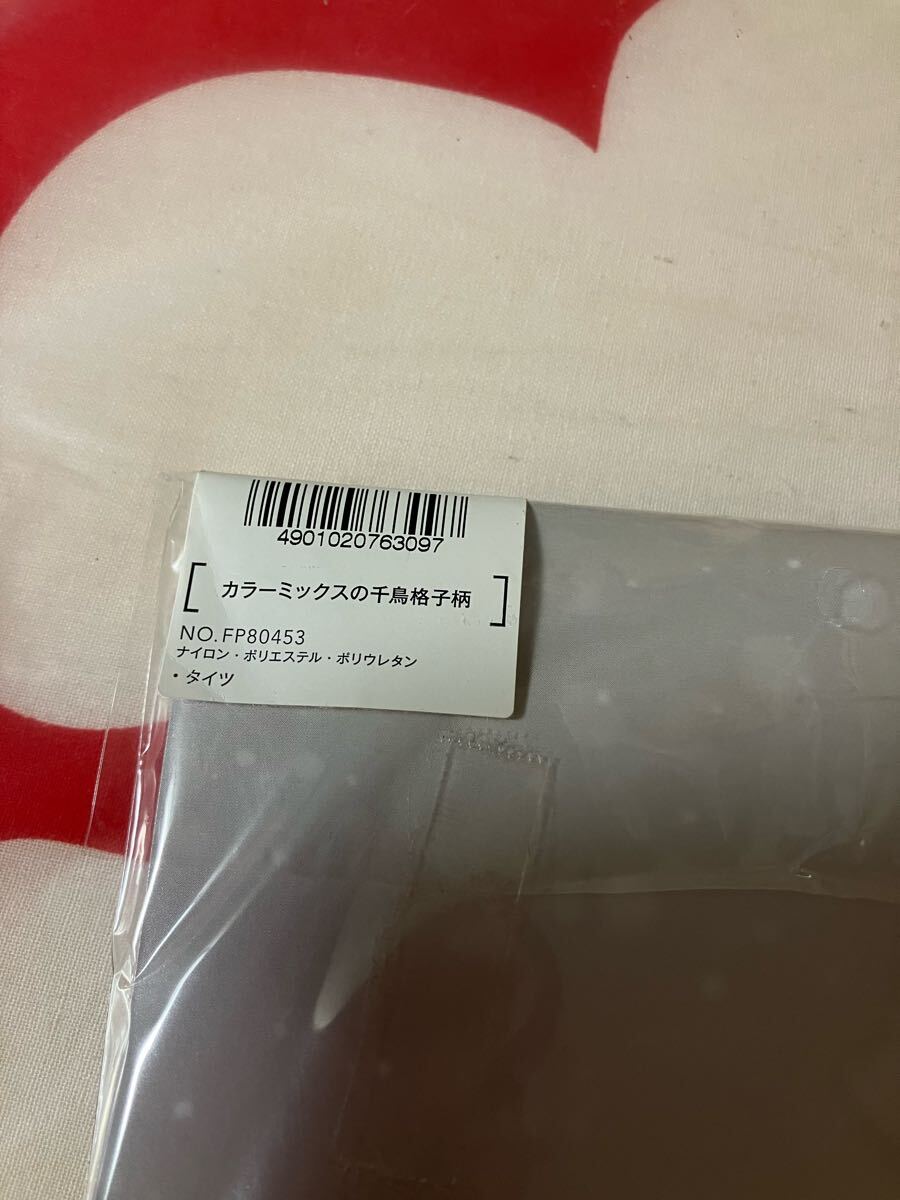 4901020763097
[ カラーミックスの千鳥格子柄 ]
NO. FP80453
ナイロン・ポリエステル・ポリウレタン
・タイツ